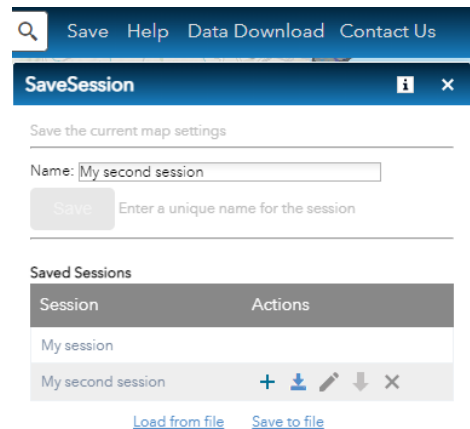 Save Help Data Download Contact Us
SaveSession i ×
Save the current map settings
Name: My second session
Save Enter a unique name for the session
Saved Sessions
Session Actions
My session
My second session
Load from file Save to file